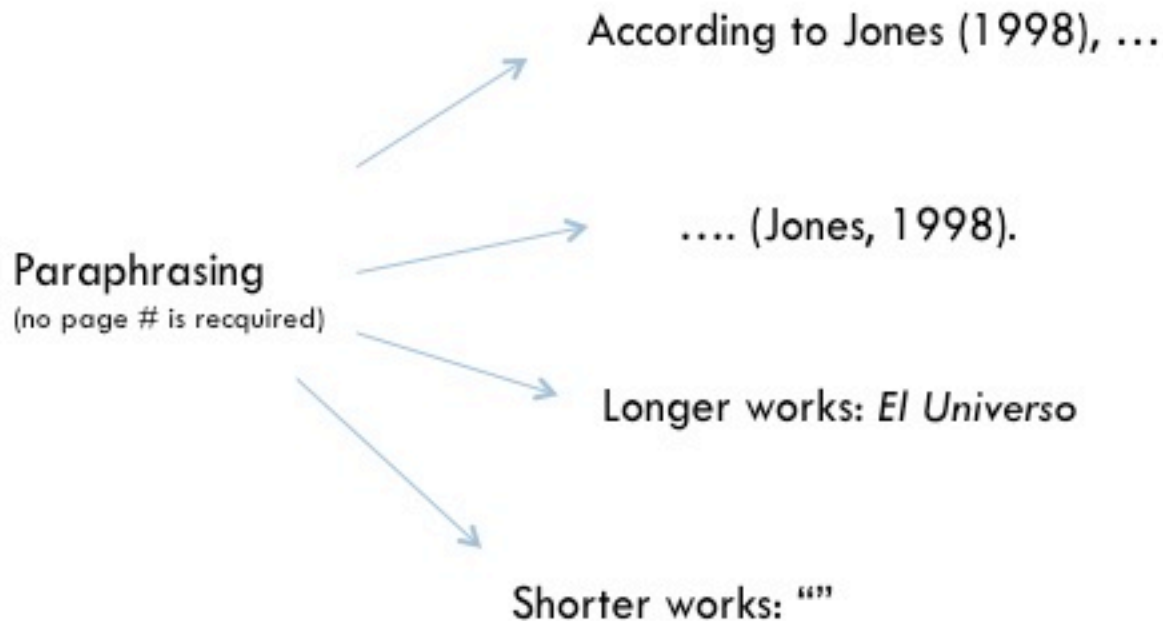 According to Jones (1998), …
.... (Jones, 1998).
Paraphrasing
(no page # is recquired)
Longer works: El Universo
Shorter works: “”